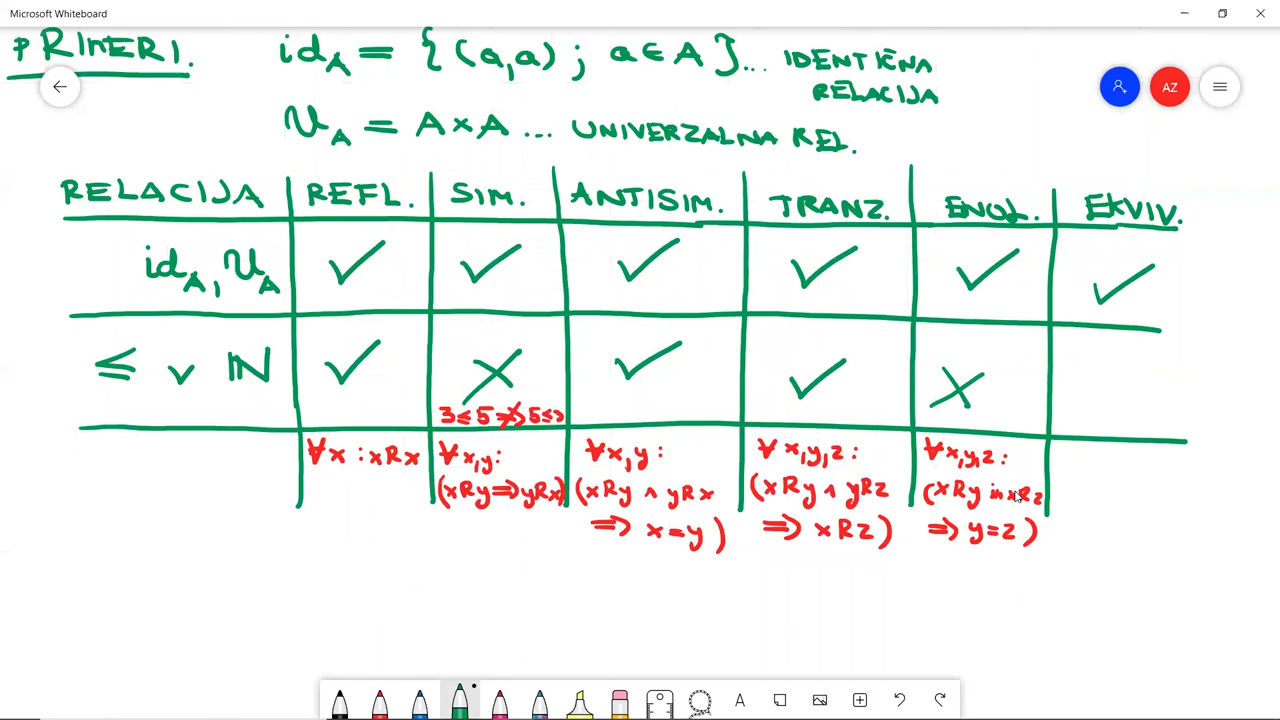 Microsoft Whiteboard
PRIMERI.
id_A = {(a,a) ; a ∈ A}... IDENTIČNA
RELACIJA
U_A = A×A ... UNIVERZALNA REL.
AZ
RELACIJA REFL. SIM. ANTISIM. TRANZ. ENOL. EKVIV.
id_A, U_A ✓ ✓ ✓ ✓ ✓ ✓
≤ v ℕ ✓ ✗ ✓ ✓ ✗
3 ≤ 5 ⇏ 5 ≤
∀x : xRx ∀x,y : ∀x,y : ∀x,y,z : ∀x,y,z :
(xRy ⇒ yRx) (xRy ∧ yRx (xRy ∧ yRz (xRy in xRz
⇒ x=y) ⇒ xRz) ⇒ y=z)
A